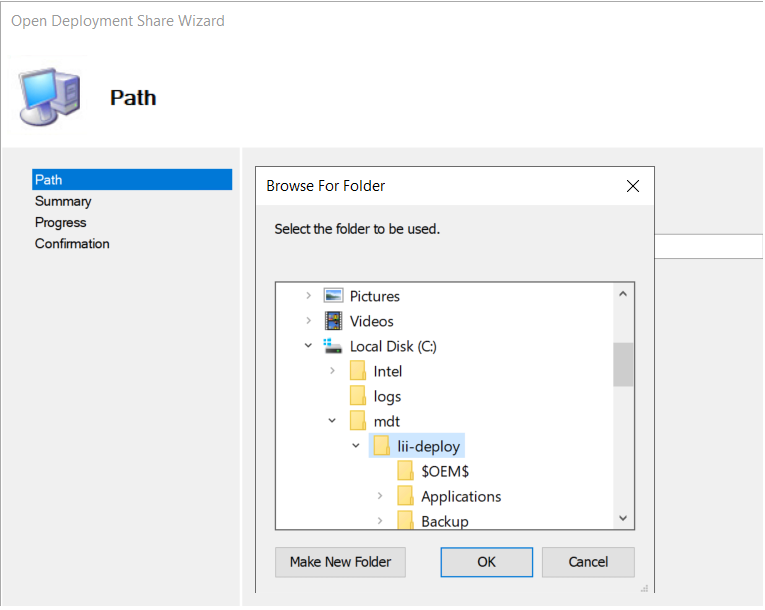 Open Deployment Share Wizard
Path
Path
Summary
Progress
Confirmation
Browse For Folder
Select the folder to be used.
Pictures
Videos
Local Disk (C:)
Intel
logs
mdt
lii-deploy
$OEM$
Applications
Backup
Make New Folder
OK
Cancel